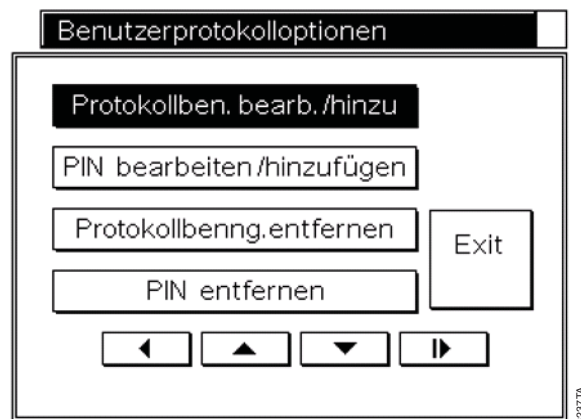 Benutzerprotokolloptionen
Protokollben. bearb./hinzu
PIN bearbeiten/hinzufügen
Protokollbenng.entfernen
Exit
PIN entfernen